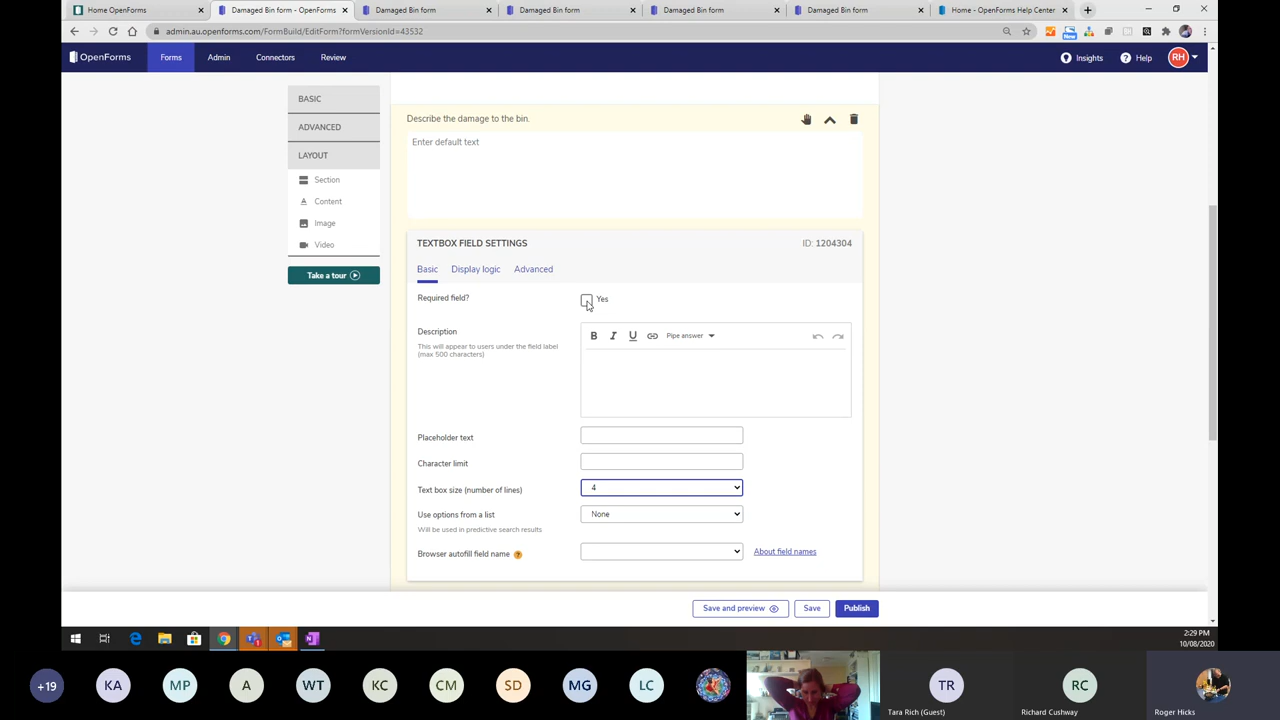 Home OpenForms
Damaged Bin form - OpenForms
Damaged Bin form
Damaged Bin form
Damaged Bin form
Damaged Bin form
Home - OpenForms Help Center
admin.au.openforms.com/FormBuild/EditForm?formVersionId=43532
New
OpenForms
Forms
Admin
Connectors
Review
Insights
Help
RH
BASIC
ADVANCED
LAYOUT
Section
Content
Image
Video
Take a tour
Describe the damage to the bin.
Enter default text
TEXTBOX FIELD SETTINGS
ID: 1204304
Basic
Display logic
Advanced
Required field?
Yes
Description
This will appear to users under the field label
(max 500 characters)
B I U
Pipe answer
Placeholder text
Character limit
Text box size (number of lines)
4
Use options from a list
None
Will be used in predictive search results
Browser autofill field name ?
About field names
Save and preview
Save
Publish
2:29 PM
10/08/2020
+19
KA
MP
A
WT
KC
CM
SD
MG
LC
TR
RC
Tara Rich (Guest)
Richard Cushway
Roger Hicks